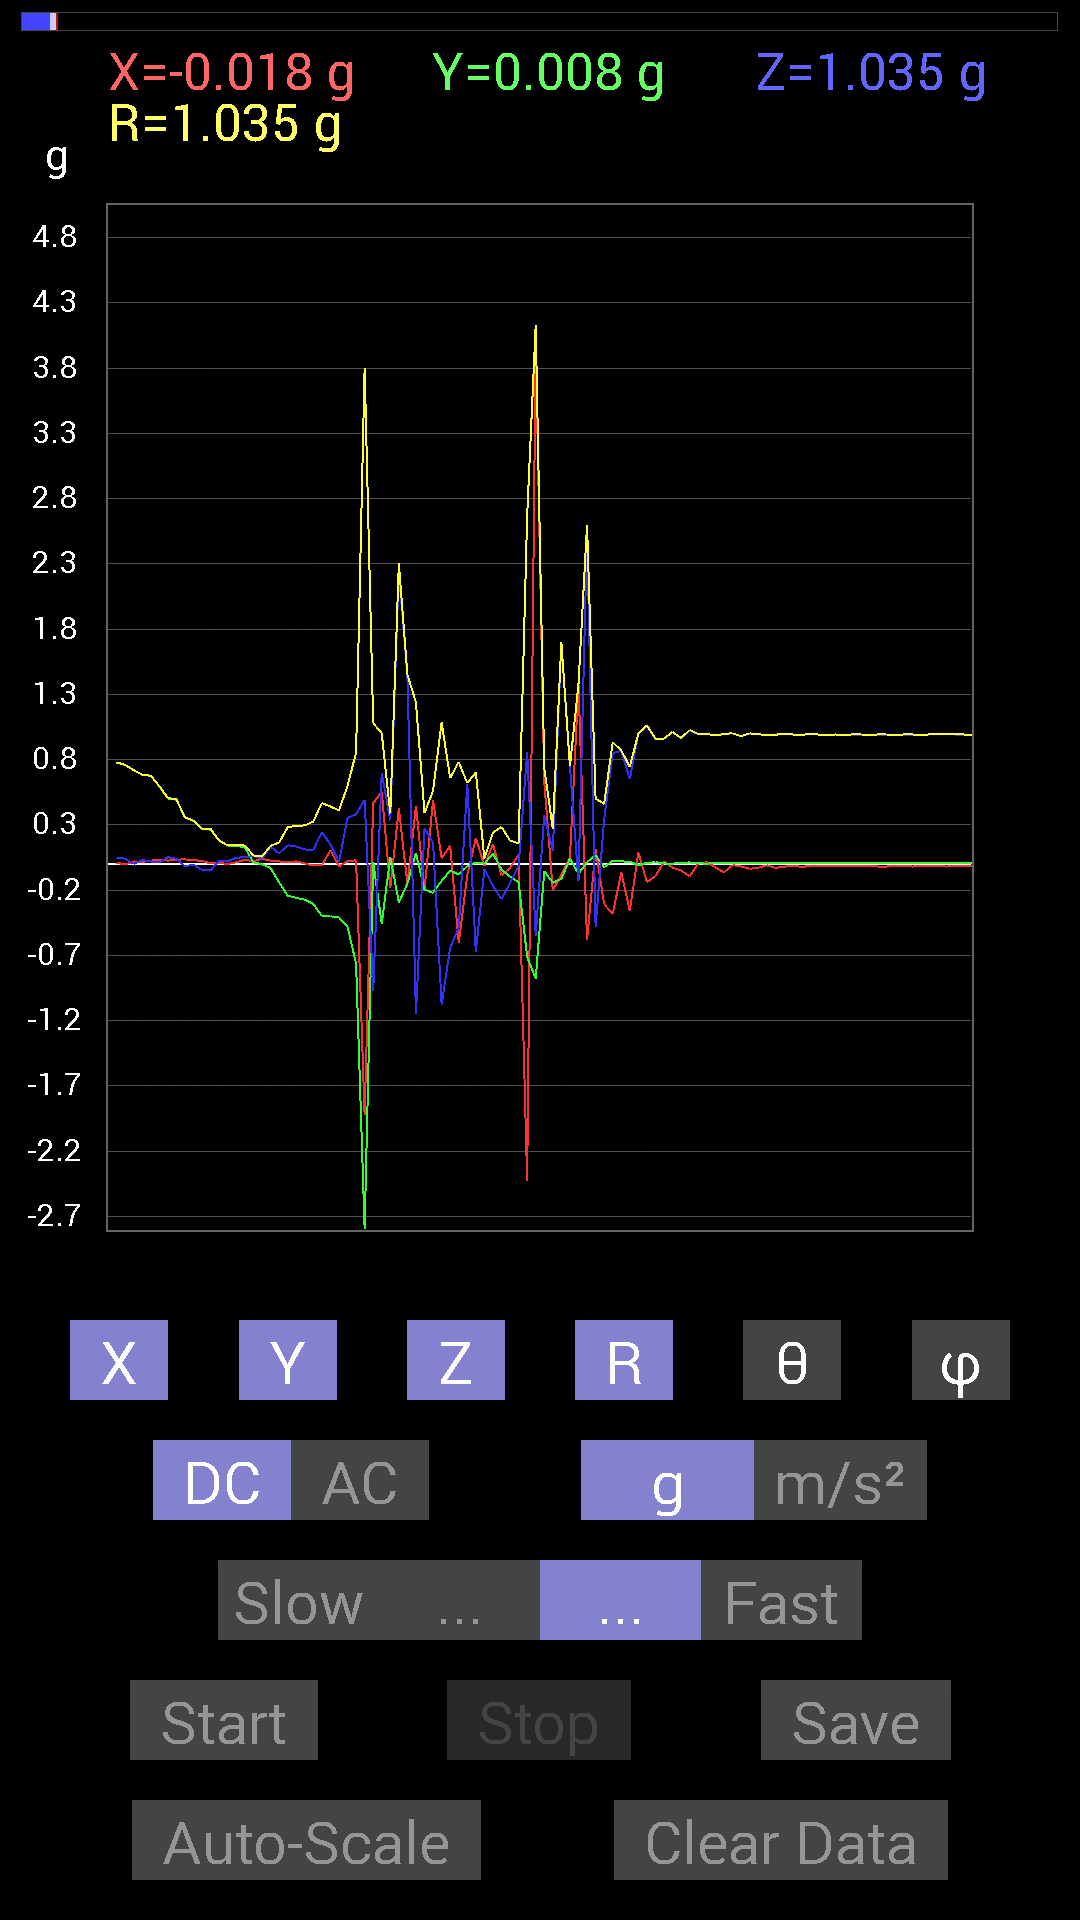 X=-0.018 g Y=0.008 g Z=1.035 g
R=1.035 g
g
4.8
4.3
3.8
3.3
2.8
2.3
1.8
1.3
0.8
0.3
-0.2
-0.7
-1.2
-1.7
-2.2
-2.7
X Y Z R θ φ
DC AC g m/s²
Slow ... ... Fast
Start Stop Save
Auto-Scale Clear Data